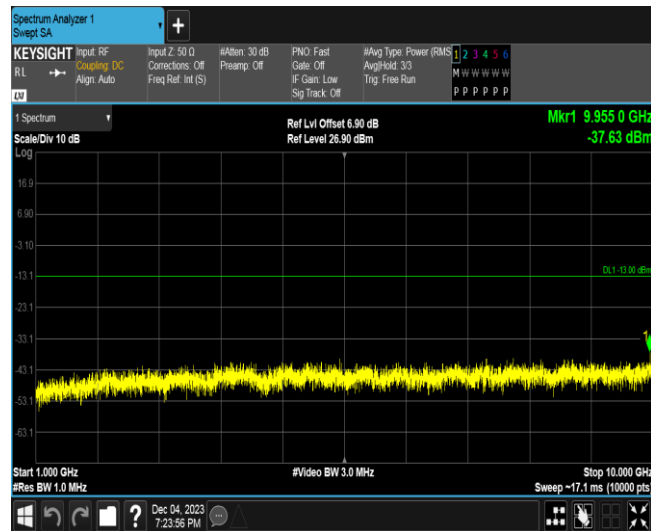 Spectrum Analyzer 1
Swept SA
+
KEYSIGHT
RL
LXI
Input: RF
Coupling: DC
Align: Auto
Input Z: 50 Ω
Corrections: Off
Freq Ref: Int (S)
#Atten: 30 dB
Preamp: Off
PNO: Fast
Gate: Off
IF Gain: Low
Sig Track: Off
#Avg Type: Power (RMS
Avg|Hold: 3/3
Trig: Free Run
1 2 3 4 5 6
M W W W W W
P P P P P P
1 Spectrum
Scale/Div 10 dB
Log
Ref Lvl Offset 6.90 dB
Ref Level 26.90 dBm
Mkr1 9.955 0 GHz
-37.63 dBm
16.9
6.90
-3.10
-13.1
DL1 -13.00 dBm
-23.1
-33.1
1
-43.1
-53.1
-63.1
Start 1.000 GHz
#Video BW 3.0 MHz
Stop 10.000 GHz
#Res BW 1.0 MHz
Sweep ~17.1 ms (10000 pts)
?
Dec 04, 2023
7:23:56 PM